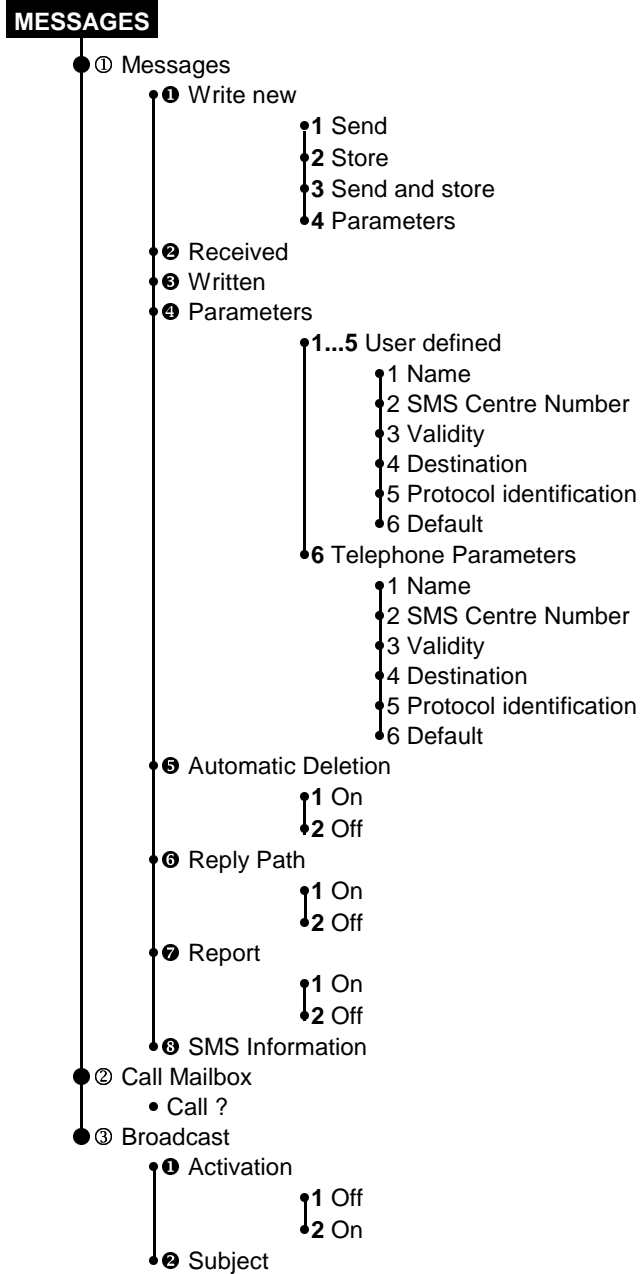 MESSAGES
① Messages
❶ Write new
1 Send
2 Store
3 Send and store
4 Parameters
❷ Received
❸ Written
❹ Parameters
1...5 User defined
1 Name
2 SMS Centre Number
3 Validity
4 Destination
5 Protocol identification
6 Default
6 Telephone Parameters
1 Name
2 SMS Centre Number
3 Validity
4 Destination
5 Protocol identification
6 Default
❺ Automatic Deletion
1 On
2 Off
❻ Reply Path
1 On
2 Off
❼ Report
1 On
2 Off
❽ SMS Information
② Call Mailbox
• Call ?
③ Broadcast
❶ Activation
1 Off
2 On
❷ Subject